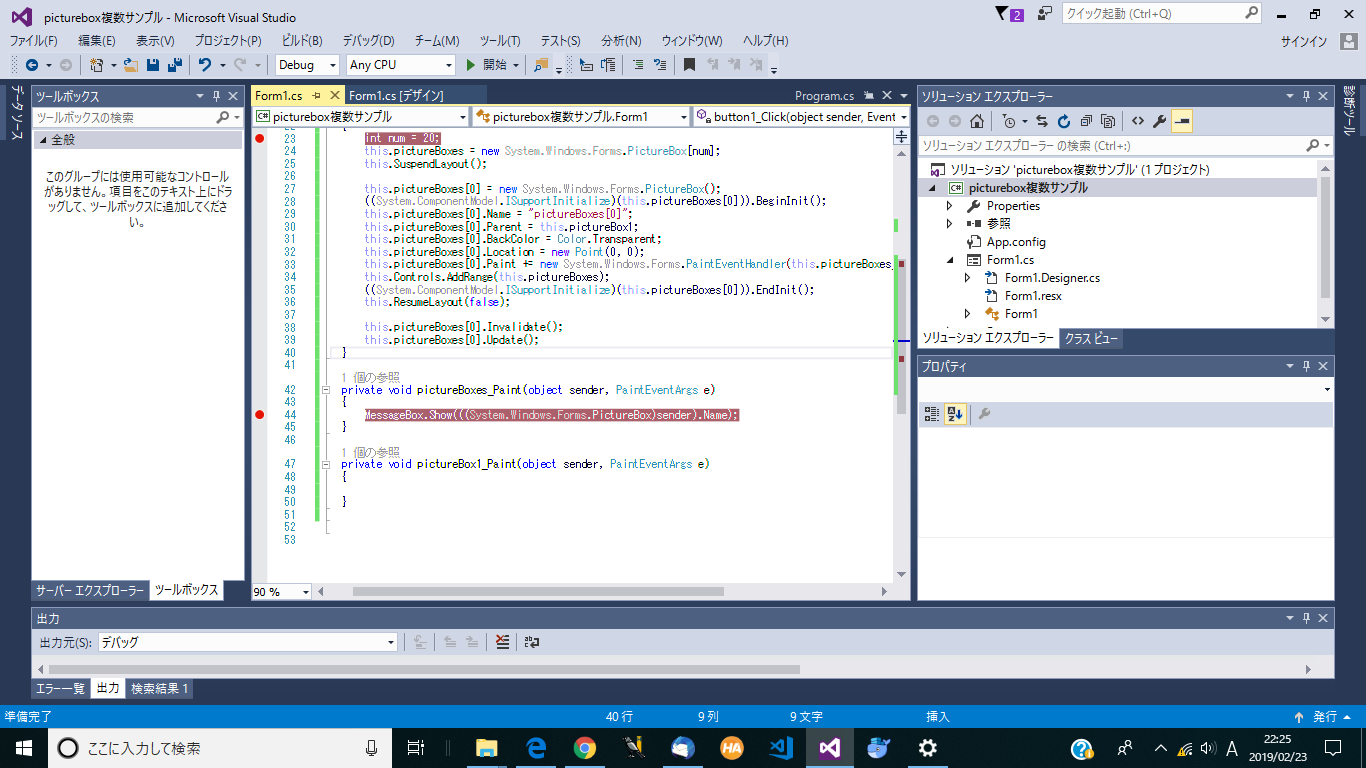 picturebox複数サンプル - Microsoft Visual Studio
2
クイック起動 (Ctrl+Q)
ファイル(F) 編集(E) 表示(V) プロジェクト(P) ビルド(B) デバッグ(D) チーム(M) ツール(T) テスト(S) 分析(N) ウィンドウ(W) ヘルプ(H)
サインイン
Debug Any CPU 開始
データ ソース
ツールボックス
ツールボックスの検索
全般
このグループには使用可能なコントロール
がありません。項目をこのテキスト上にドラ
ッグして、ツールボックスに追加してくださ
い。
サーバー エクスプローラー ツールボックス
Form1.cs Form1.cs [デザイン] Program.cs
picturebox複数サンプル picturebox複数サンプル.Form1 button1_Click(object sender, Event
22 {
23 int num = 20;
24 this.pictureBoxes = new System.Windows.Forms.PictureBox[num];
25 this.SuspendLayout();
26
27 this.pictureBoxes[0] = new System.Windows.Forms.PictureBox();
28 ((System.ComponentModel.ISupportInitialize)(this.pictureBoxes[0])).BeginInit();
29 this.pictureBoxes[0].Name = "pictureBoxes[0]";
30 this.pictureBoxes[0].Parent = this.pictureBox1;
31 this.pictureBoxes[0].BackColor = Color.Transparent;
32 this.pictureBoxes[0].Location = new Point(0, 0);
33 this.pictureBoxes[0].Paint += new System.Windows.Forms.PaintEventHandler(this.pictureBoxes_
34 this.Controls.AddRange(this.pictureBoxes);
35 ((System.ComponentModel.ISupportInitialize)(this.pictureBoxes[0])).EndInit();
36 this.ResumeLayout(false);
37
38 this.pictureBoxes[0].Invalidate();
39 this.pictureBoxes[0].Update();
40 }
41
1 個の参照
42 private void pictureBoxes_Paint(object sender, PaintEventArgs e)
43 {
44 MessageBox.Show(((System.Windows.Forms.PictureBox)sender).Name);
45 }
46
1 個の参照
47 private void pictureBox1_Paint(object sender, PaintEventArgs e)
48 {
49
50 }
51
52
53
90 %
ソリューション エクスプローラー
ソリューション エクスプローラー の検索 (Ctrl+:)
ソリューション 'picturebox複数サンプル' (1 プロジェクト)
picturebox複数サンプル
Properties
参照
App.config
Form1.cs
Form1.Designer.cs
Form1.resx
Form1
ソリューション エクスプローラー クラス ビュー
プロパティ
診断ツール
出力
出力元(S): デバッグ
エラー一覧 出力 検索結果 1
準備完了 40 行 9 列 9 文字 挿入 発行
ここに入力して検索
HA
A
22:25
2019/02/23